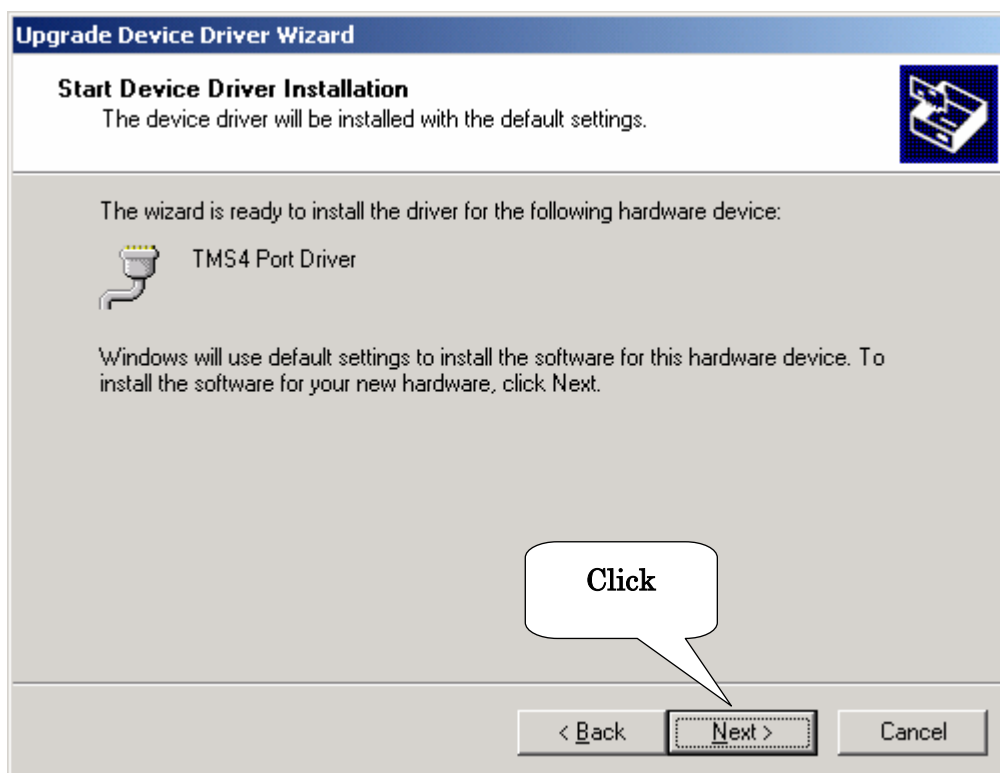 Upgrade Device Driver Wizard
Start Device Driver Installation
The device driver will be installed with the default settings.
The wizard is ready to install the driver for the following hardware device:
TMS4 Port Driver
Windows will use default settings to install the software for this hardware device. To
install the software for your new hardware, click Next.
Click
< Back
Next >
Cancel